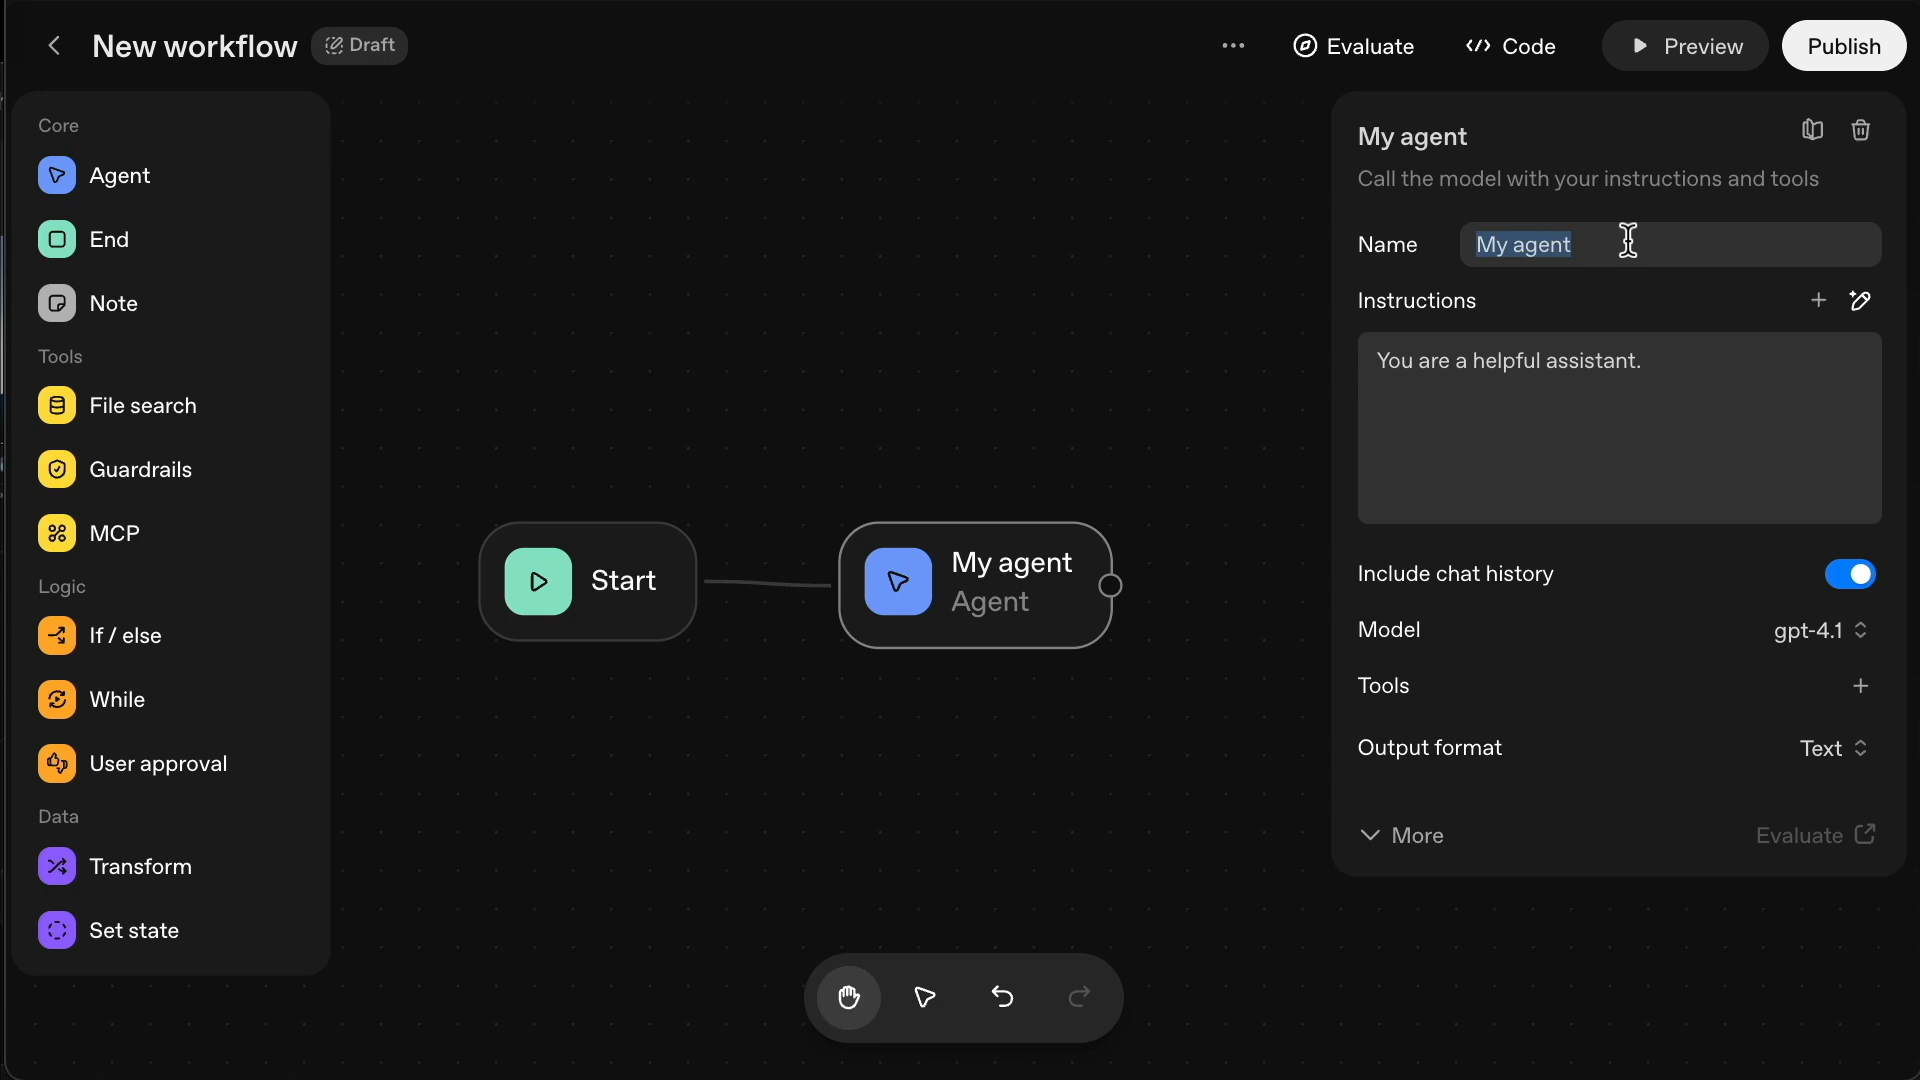 New workflow
Draft
Evaluate
Code
Preview
Publish
Core
Agent
End
Note
Tools
File search
Guardrails
MCP
Logic
If / else
While
User approval
Data
Transform
Set state
Start
My agent
Agent
My agent
Call the model with your instructions and tools
Name
My agent
Instructions
You are a helpful assistant.
Include chat history
Model
gpt-4.1
Tools
Output format
Text
More
Evaluate